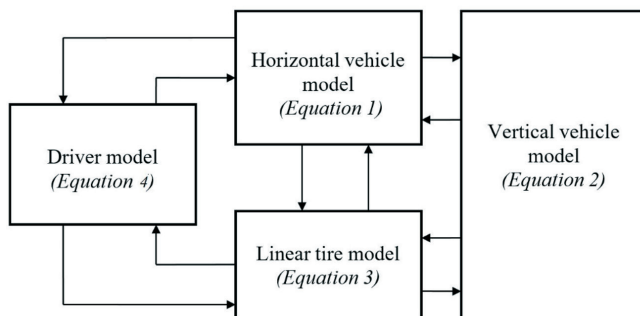 Horizontal vehicle
model
(Equation 1)
Driver model
(Equation 4)
Vertical vehicle
model
(Equation 2)
Linear tire model
(Equation 3)